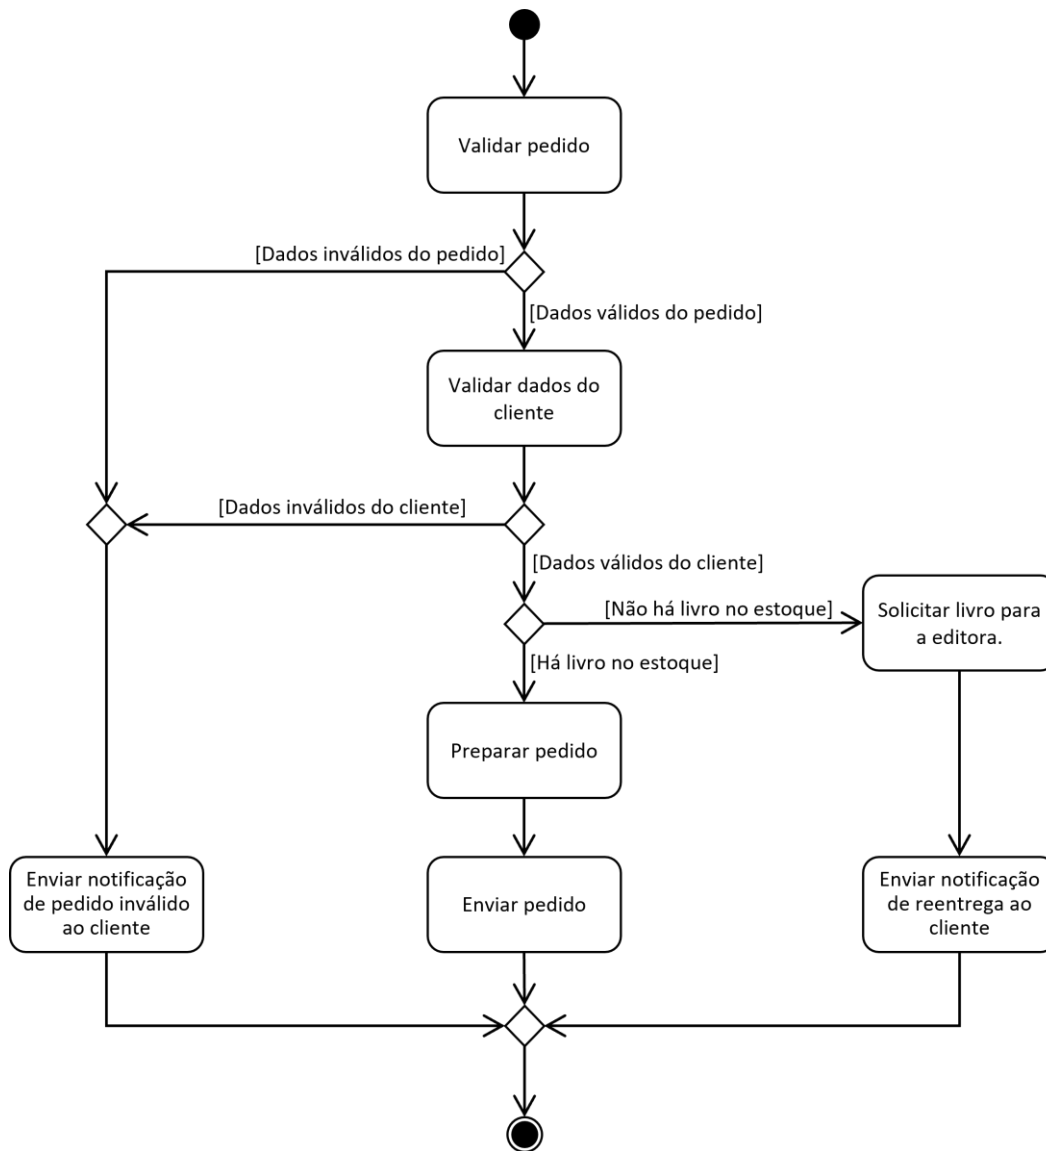 Validar pedido
[Dados inválidos do pedido]
[Dados válidos do pedido]
Validar dados do
cliente
[Dados inválidos do cliente]
[Dados válidos do cliente]
[Não há livro no estoque]
Solicitar livro para
a editora.
[Há livro no estoque]
Preparar pedido
Enviar notificação
de pedido inválido
ao cliente
Enviar pedido
Enviar notificação
de reentrega ao
cliente